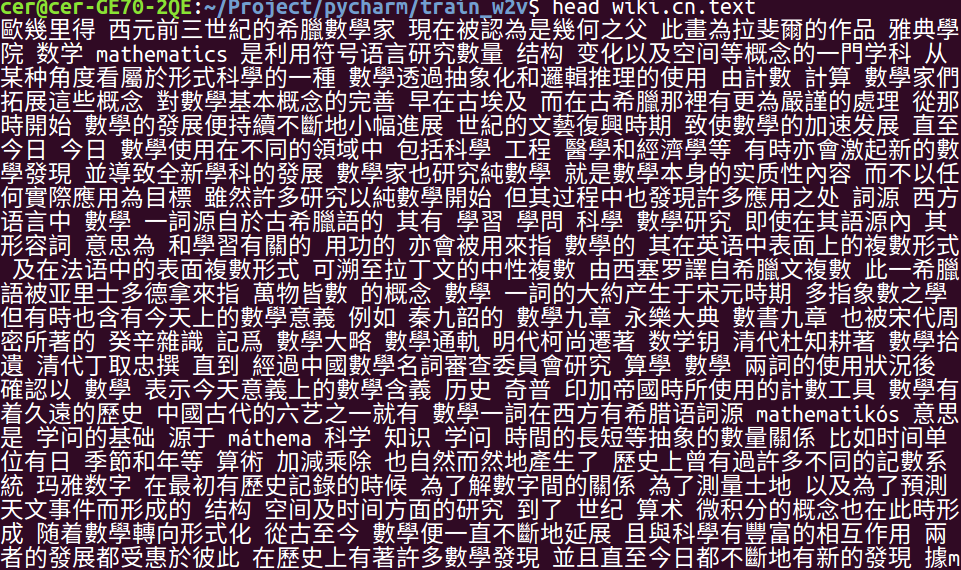 cer@cer-GE70-2QE:~/Project/pycharm/train_w2v$ head wiki.cn.text
歐幾里得 西元前三世紀的希臘數學家 現在被認為是幾何之父 此畫為拉斐爾的作品 雅典學
院 数学 mathematics 是利用符号语言研究數量 结构 变化以及空间等概念的一門学科 从
某种角度看屬於形式科學的一種 數學透過抽象化和邏輯推理的使用 由計數 計算 數學家們
拓展這些概念 對數學基本概念的完善 早在古埃及 而在古希臘那裡有更為嚴謹的處理 從那
時開始 數學的發展便持續不斷地小幅進展 世紀的文藝復興時期 致使數學的加速发展 直至
今日 今日 數學使用在不同的領域中 包括科學 工程 醫學和經濟學等 有時亦會激起新的數
學發現 並導致全新學科的發展 數學家也研究純數學 就是數學本身的实质性內容 而不以任
何實際應用為目標 雖然許多研究以純數學開始 但其过程中也發現許多應用之处 詞源 西方
语言中 數學 一詞源自於古希臘語的 其有 學習 學問 科學 數學研究 即使在其語源內 其
形容詞 意思為 和學習有關的 用功的 亦會被用來指 數學的 其在英语中表面上的複數形式
及在法语中的表面複數形式 可溯至拉丁文的中性複數 由西塞罗譯自希臘文複數 此一希臘
語被亚里士多德拿來指 萬物皆數 的概念 數學 一詞的大約产生于宋元時期 多指象數之學
但有時也含有今天上的數學意義 例如 秦九韶的 數學九章 永樂大典 數書九章 也被宋代周
密所著的 癸辛雜識 記爲 數學大略 數學通軌 明代柯尚遷著 数学钥 清代杜知耕著 數學拾
遺 清代丁取忠撰 直到 經過中國數學名詞審查委員會研究 算學 數學 兩詞的使用狀況後
確認以 數學 表示今天意義上的數學含義 历史 奇普 印加帝國時所使用的計數工具 數學有
着久遠的歷史 中國古代的六艺之一就有 數學一詞在西方有希腊语詞源 mathematikós 意思
是 学问的基础 源于 máthema 科学 知识 学问 時間的長短等抽象的數量關係 比如时间单
位有日 季節和年等 算術 加減乘除 也自然而然地產生了 歷史上曾有過許多不同的記數系
統 玛雅数字 在最初有歷史記錄的時候 為了解數字間的關係 為了測量土地 以及為了預測
天文事件而形成的 结构 空间及时间方面的研究 到了 世纪 算术 微积分的概念也在此時形
成 随着數學轉向形式化 從古至今 數學便一直不斷地延展 且與科學有豐富的相互作用 兩
者的發展都受惠於彼此 在歷史上有著許多數學發現 並且直至今日都不斷地有新的發現 據m